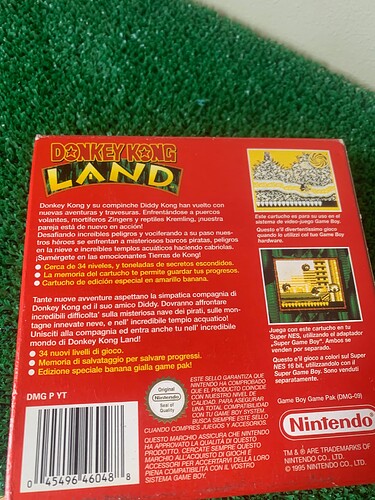 DONKEY KONG
LAND
Donkey Kong y su compinche Diddy Kong han vuelto con
nuevas aventuras y travesuras. Enfrentándose a puercos
volantes, mortíferos Zingers y reptiles Kremling, ¡nuestra
pareja está de nuevo en acción!
Desafiando increíbles peligros y vociferando a su paso nues-
tros héroes se enfrentan a misteriosos barcos piratas, peligros
en la nieve e increíbles templos acuáticos haciendo cabriolas,
¡Sumérgete en las emocionantes Tierras de Kong!
● Cerca de 34 niveles, y toneladas de secretos escondidos.
● La memoria del cartucho te permite guardar tus progresos.
● Cartucho de edición especial en amarillo banana.
Tante nuove avventure aspettano la simpatica compagnia
di Donkey Kong ed il suo amico Diddy. Dovranno affrontare
incredibili difficolta' sulla misteriosa nave dei pirati, sulle mon-
tagne innovate neve, e nell' incredibile tempio acquatico!
Unisciti alla compagnia ed entra anche tu nell' incredibile
mondo di Donkey Kong Land!
● 34 nuovi livelli di gioco.
● Memoria di salvataggio per salvare progressi.
● Edizione speciale banana gialla game pak!
Este cartucho es para su uso en el
sistema de video-juego Game Boy.
Questo e'il divertentissimo gioco
quando lo utilizzi col tue Game Boy
hardware.
Juega con este cartucho en tu
Super NES, utilizando el adaptador
„Super Game Boy". Ambos se
venden por separado.
Questo e'il gioco a colori sul Super
NES 16 bit, utilizzandolo con il
Super Game Boy. Sono venduti
separatamente.
DMG P YT
0 45496 46048 8
Original
Nintendo
Seal of
Quality
ESTE SELLO GARANTIZA QUE
NINTENDO HA COMPROBADO
QUE EL PRODUCTO COINCIDE
CON NUESTRO NIVEL DE
CALIDAD, PARA ASEGURAR
UNA TOTAL COMPATIBILIDAD
CON TU GAME BOY SYSTEM.
BUSCA SIEMPRE ESTE SELLO
CUANDO COMPRES JUEGOS Y ACCESORIOS.
QUESTO MARCHIO ASSICURA CHE NINTENDO
HA APPROVATO LA QUALITA' DI QUESTO
PRODOTTO. CERCATE SEMPRE QUESTO
MARCHIO ALL'ACQUISTO DI GIOCHI E
ACCESSORI PER ACCERTARVI DELLA LORO
PIENA COMPATIBILITÀ CON IL VOSTRO
SISTEMA GAME BOY.
Game Boy Game Pak (DMG-09)
Nintendo®
™ & ® ARE TRADEMARKS OF
NINTENDO CO., LTD.
© 1995 NINTENDO CO., LTD.